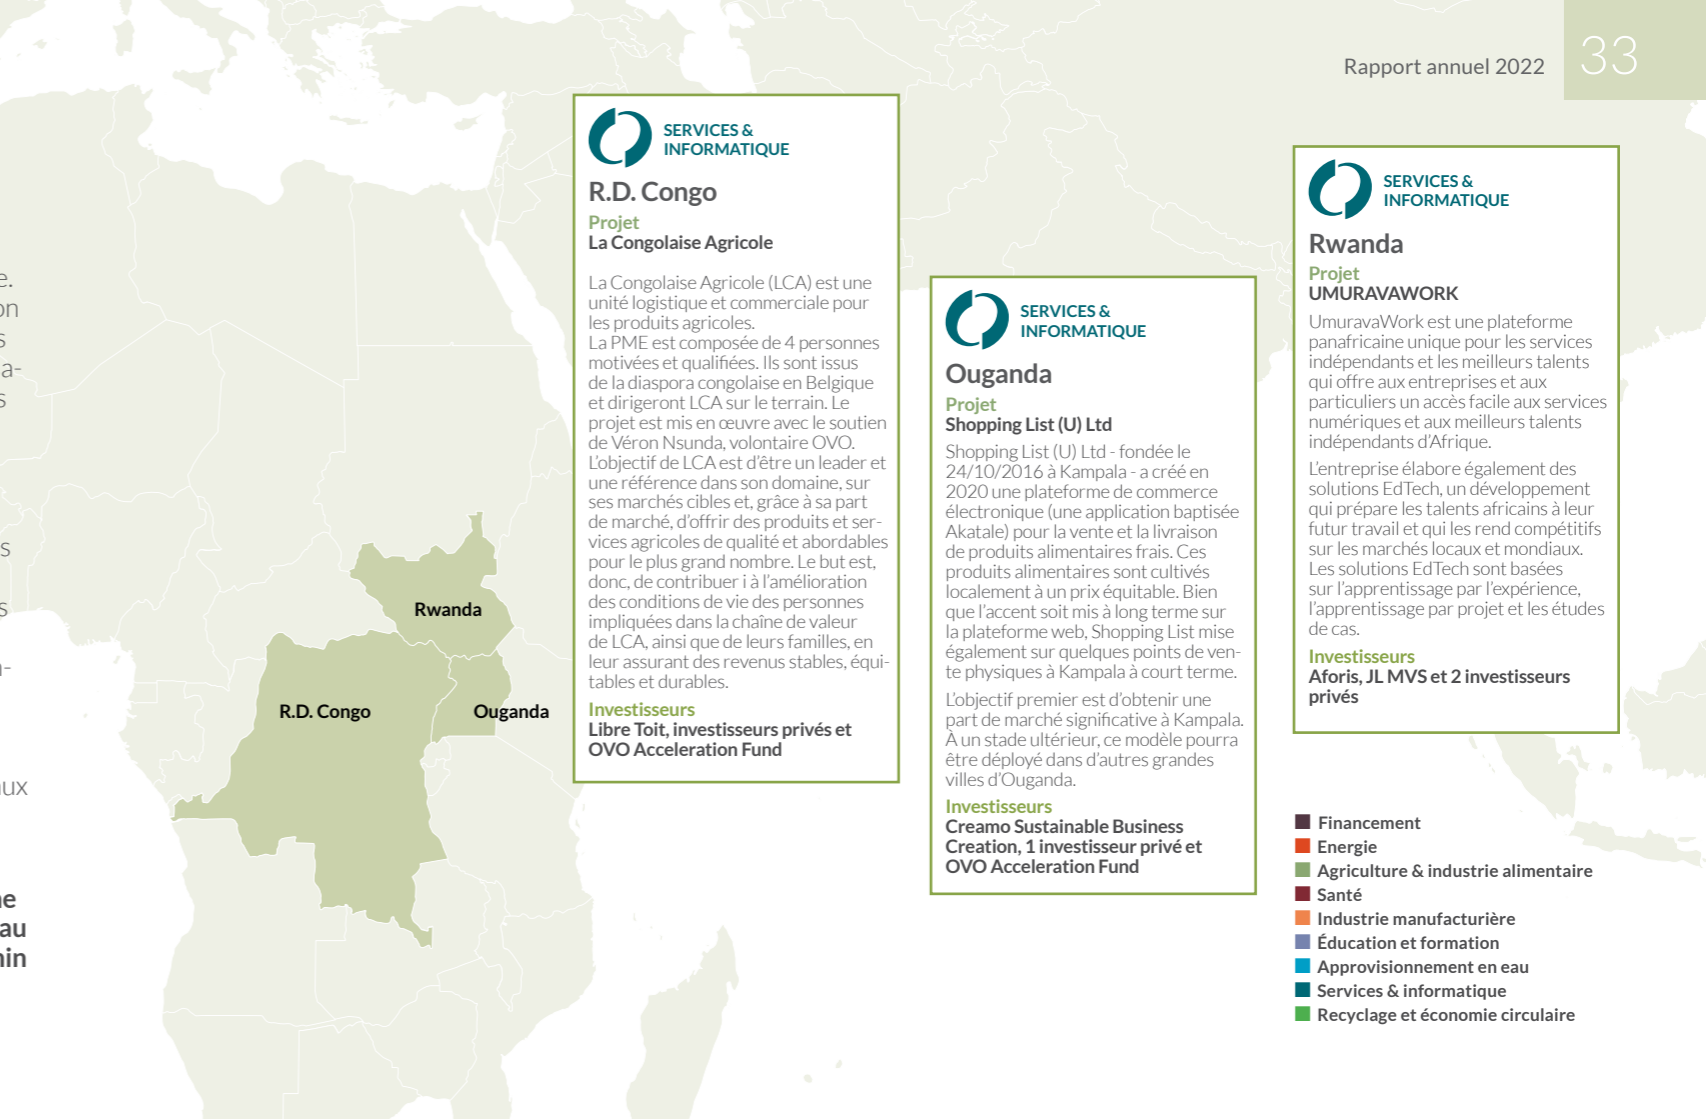 Rapport annuel 2022
33
e.
on
s
a-
s
s
s
n-
aux
ne
au
nin
Rwanda
R.D. Congo
Ouganda
SERVICES &
INFORMATIQUE
R.D. Congo
Projet
La Congolaise Agricole
La Congolaise Agricole (LCA) est une
unité logistique et commerciale pour
les produits agricoles.
La PME est composée de 4 personnes
motivées et qualifiées. Ils sont issus
de la diaspora congolaise en Belgique
et dirigeront LCA sur le terrain. Le
projet est mis en œuvre avec le soutien
de Véron Nsunda, volontaire OVO.
L'objectif de LCA est d'être un leader et
une référence dans son domaine, sur
ses marchés cibles et, grâce à sa part
de marché, d'offrir des produits et ser-
vices agricoles de qualité et abordables
pour le plus grand nombre. Le but est,
donc, de contribuer i à l'amélioration
des conditions de vie des personnes
impliquées dans la chaîne de valeur
de LCA, ainsi que de leurs familles, en
leur assurant des revenus stables, équi-
tables et durables.
Investisseurs
Libre Toit, investisseurs privés et
OVO Acceleration Fund
SERVICES &
INFORMATIQUE
Ouganda
Projet
Shopping List (U) Ltd
Shopping List (U) Ltd - fondée le
24/10/2016 à Kampala - a créé en
2020 une plateforme de commerce
électronique (une application baptisée
Akatale) pour la vente et la livraison
de produits alimentaires frais. Ces
produits alimentaires sont cultivés
localement à un prix équitable. Bien
que l'accent soit mis à long terme sur
la plateforme web, Shopping List mise
également sur quelques points de ven-
te physiques à Kampala à court terme.
L'objectif premier est d'obtenir une
part de marché significative à Kampala.
À un stade ultérieur, ce modèle pourra
être déployé dans d'autres grandes
villes d'Ouganda.
Investisseurs
Creamo Sustainable Business
Creation, 1 investisseur privé et
OVO Acceleration Fund
SERVICES &
INFORMATIQUE
Rwanda
Projet
UMURAVAWORK
UmuravaWork est une plateforme
panafricaine unique pour les services
indépendants et les meilleurs talents
qui offre aux entreprises et aux
particuliers un accès facile aux services
numériques et aux meilleurs talents
indépendants d'Afrique.
L'entreprise élabore également des
solutions EdTech, un développement
qui prépare les talents africains à leur
futur travail et qui les rend compétitifs
sur les marchés locaux et mondiaux.
Les solutions EdTech sont basées
sur l'apprentissage par l'expérience,
l'apprentissage par projet et les études
de cas.
Investisseurs
Aforis, JL MVS et 2 investisseurs
privés
Financement
Energie
Agriculture & industrie alimentaire
Santé
Industrie manufacturière
Éducation et formation
Approvisionnement en eau
Services & informatique
Recyclage et économie circulaire